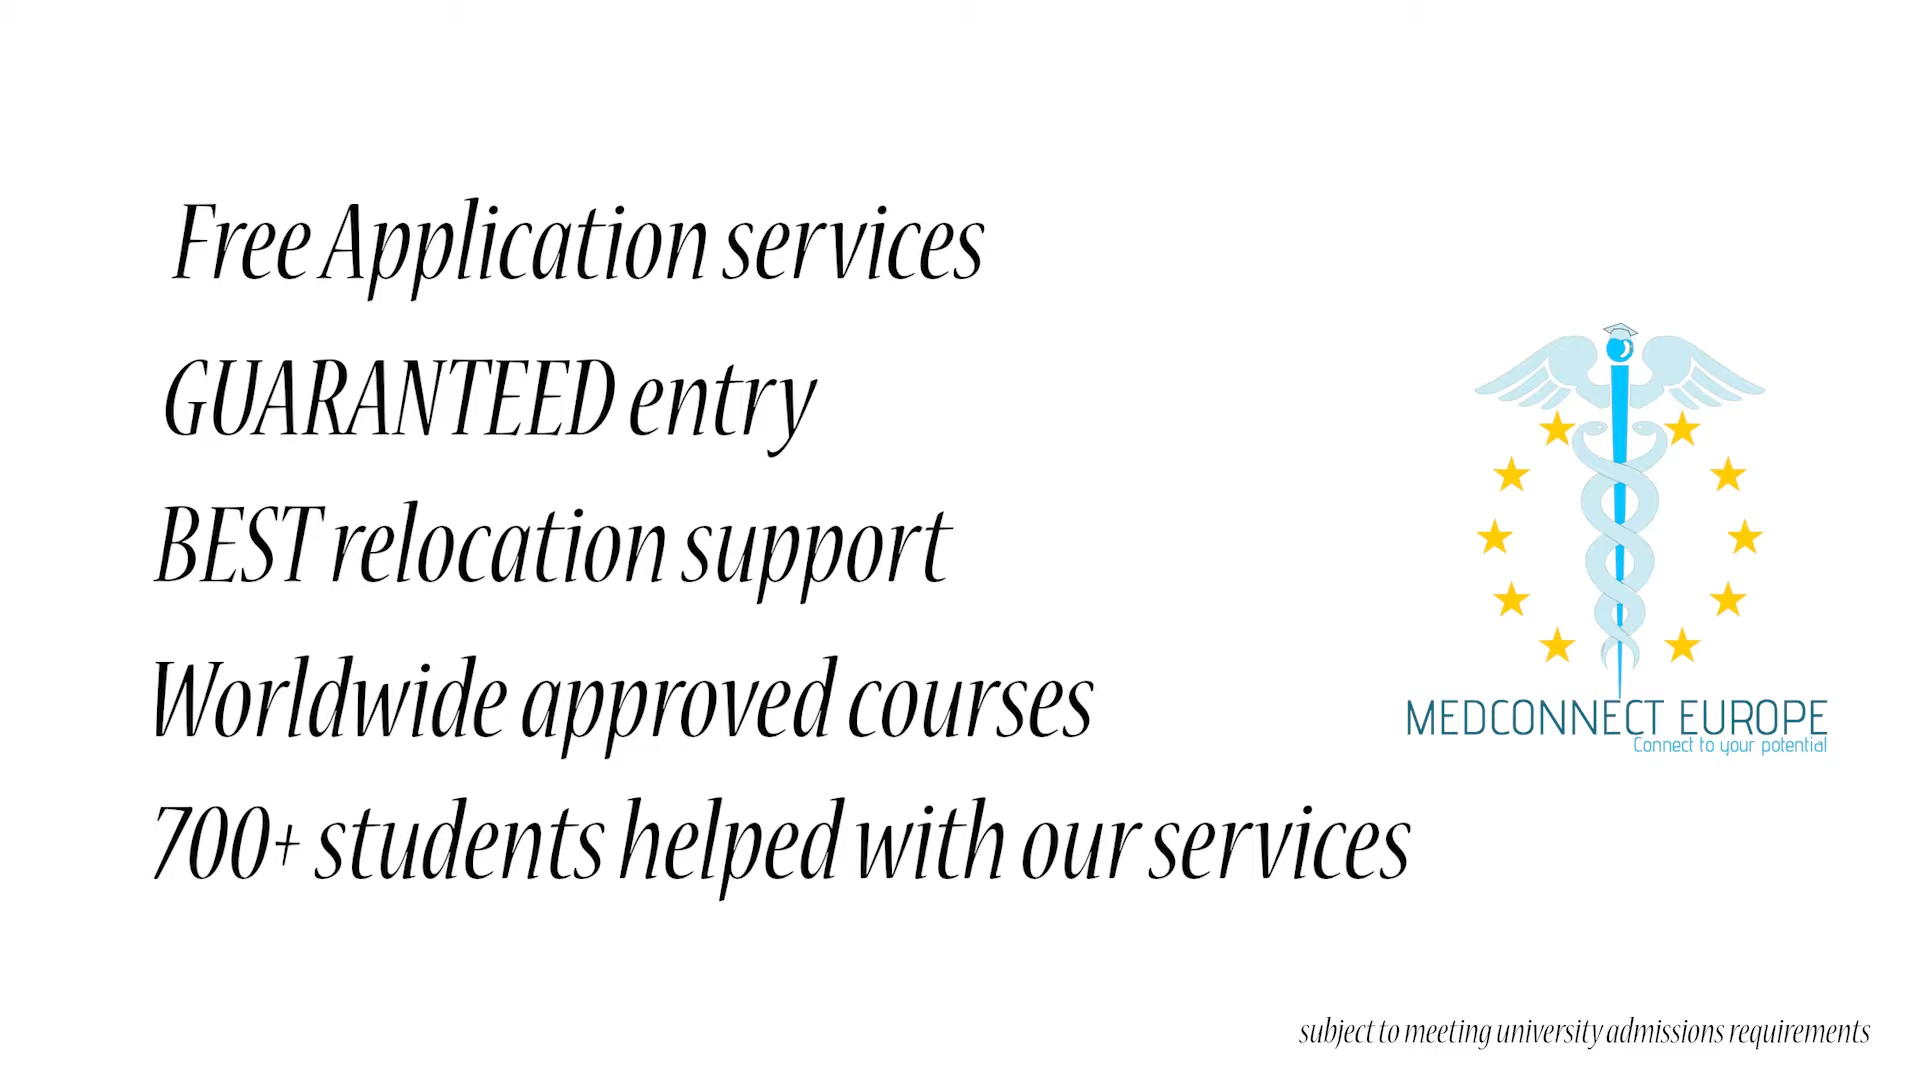 Free Application services
GUARANTEED entry
BEST relocation support
Worldwide approved courses
700+ students helped with our services
MEDCONNECT EUROPE
Connect to your potential
subject to meeting university admissions requirements